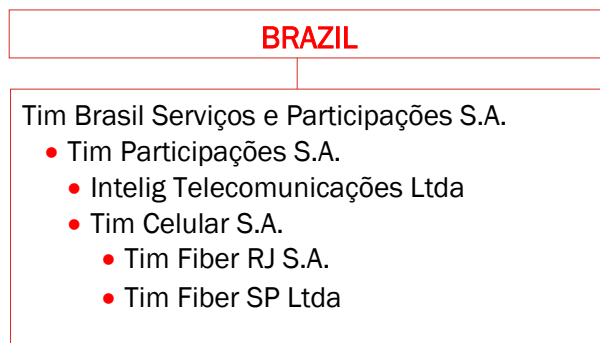 BRAZIL
Tim Brasil Serviços e Participações S.A.
• Tim Participações S.A.
• Intelig Telecomunicações Ltda
• Tim Celular S.A.
• Tim Fiber RJ S.A.
• Tim Fiber SP Ltda